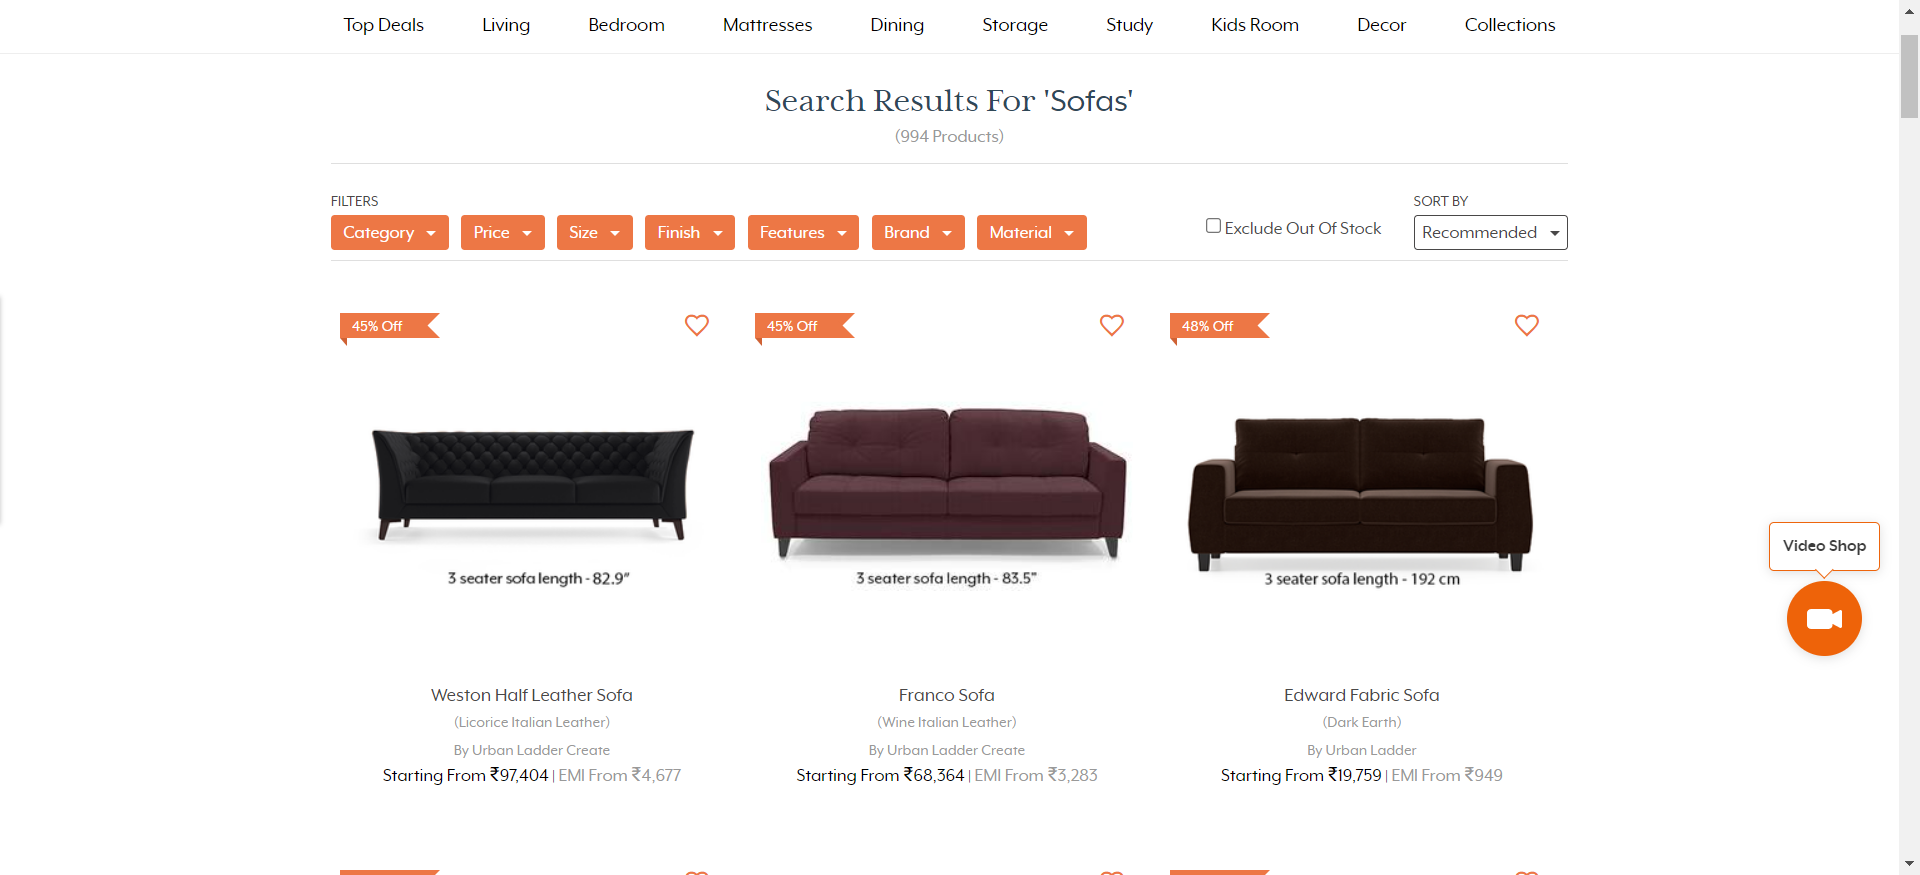 Top Deals Living Bedroom Mattresses Dining Storage Study Kids Room Decor Collections
Search Results For 'Sofas'
(994 Products)
FILTERS
SORT BY
Category Price Size Finish Features Brand Material
Exclude Out Of Stock
Recommended
45% Off
45% Off
48% Off
3 seater sofa length - 82.9"
3 seater sofa length - 83.5"
3 seater sofa length - 192 cm
Video Shop
Weston Half Leather Sofa
(Licorice Italian Leather)
By Urban Ladder Create
Starting From ₹97,404 | EMI From ₹4,677
Franco Sofa
(Wine Italian Leather)
By Urban Ladder Create
Starting From ₹68,364 | EMI From ₹3,283
Edward Fabric Sofa
(Dark Earth)
By Urban Ladder
Starting From ₹19,759 | EMI From ₹949